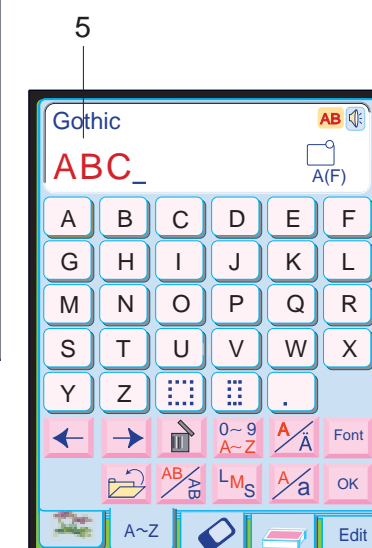 5
Gothic AB
ABC_
A(F)
A B C D E F
G H I J K L
M N O P Q R
S T U V W X
Y Z .
0~9 A/Ä Font
A~Z
AB/AB LMS A/a OK
A~Z Edit